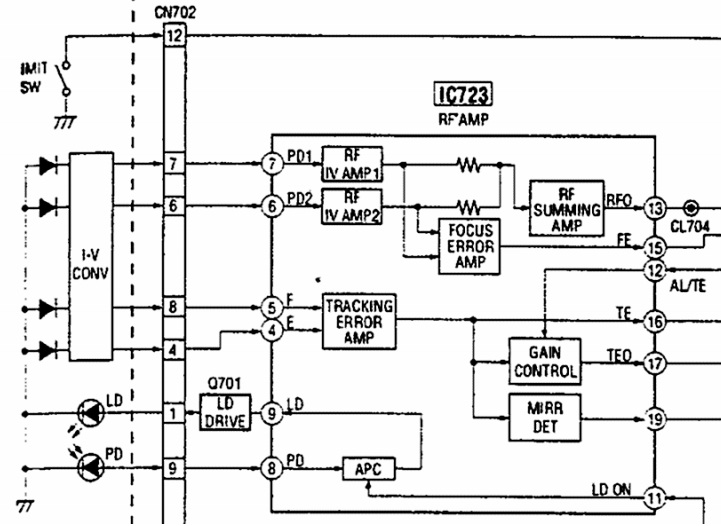 CN702
12
IMIT
SW
IC723
RF AMP
7
7
PD1
RF
IV AMP1
6
6
PD2
RF
IV AMP2
RF
SUMMING
AMP
RFO
13
CL704
FOCUS
ERROR
AMP
FE
15
I-V
CONV
12
AL/TE
8
5
F
TRACKING
ERROR
AMP
4
4
E
TE
16
GAIN
CONTROL
TEO
17
Q701
LD
1
LD
DRIVE
9
LD
MIRR
DET
19
PD
9
8
PD
APC
LD ON
11